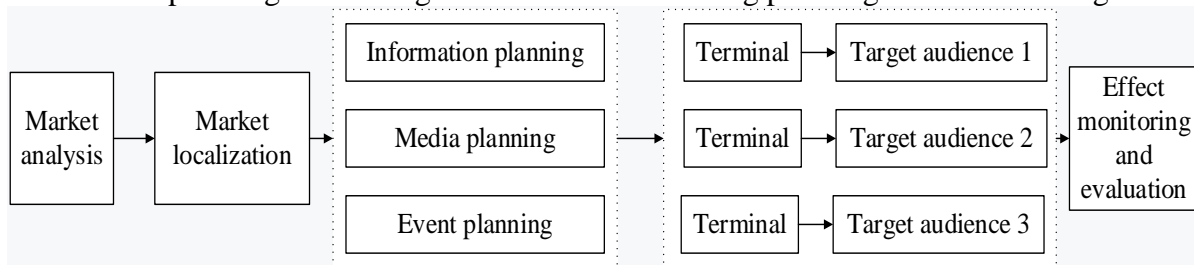 Market
analysis
Market
localization
Information planning
Media planning
Event planning
Terminal
Target audience 1
Terminal
Target audience 2
Terminal
Target audience 3
Effect
monitoring
and
evaluation